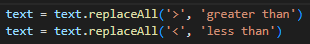 text = text.replaceAll('>', 'greater than')
text = text.replaceAll('<', 'less than')